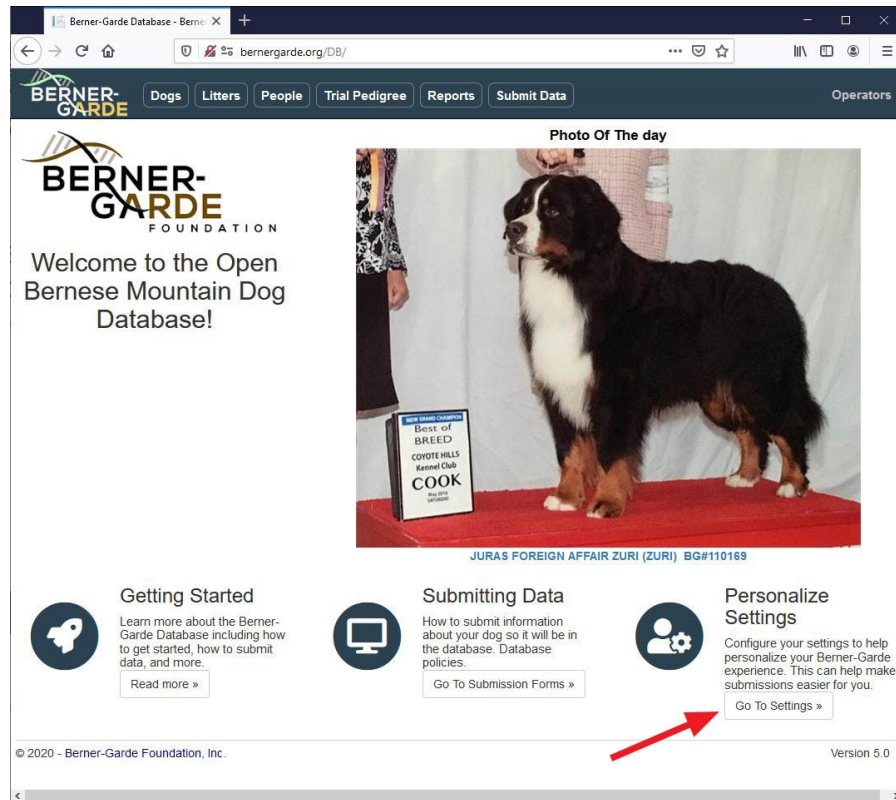 Berner-Garde Database - Berne
bernergarde.org/DB/
BERNER-
GARDE
Dogs
Litters
People
Trial Pedigree
Reports
Submit Data
Operators
BERNER-
GARDE
FOUNDATION
Welcome to the Open
Bernese Mountain Dog
Database!
Photo Of The day
NEW GRAND CHAMPION
Best of
BREED
COYOTE HILLS
Kennel Club
COOK
May 2016
SATURDAY
JURAS FOREIGN AFFAIR ZURI (ZURI) BG#110169
Getting Started
Learn more about the Berner-
Garde Database including how
to get started, how to submit
data, and more.
Read more »
Submitting Data
How to submit information
about your dog so it will be in
the database. Database
policies.
Go To Submission Forms »
Personalize
Settings
Configure your settings to help
personalize your Berner-Garde
experience. This can help make
submissions easier for you.
Go To Settings »
© 2020 - Berner-Garde Foundation, Inc.
Version 5.0